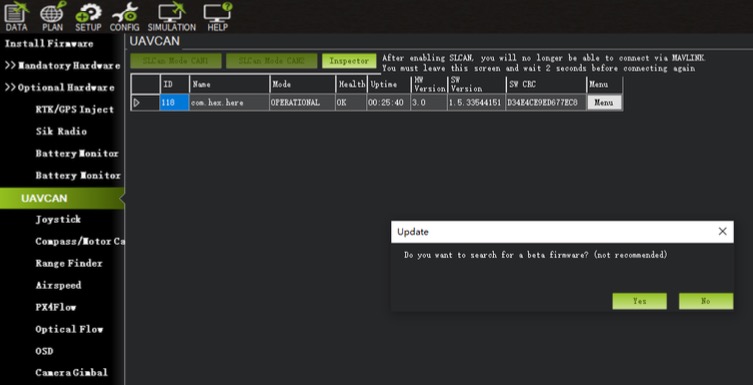 DATA PLAN SETUP CONFIG SIMULATION HELP
Install Firmware
>> Mandatory Hardware
>> Optional Hardware
RTK/GPS Inject
Sik Radio
Battery Monitor
Battery Monitor
UAVCAN
Joystick
Compass/Motor Ca
Range Finder
Airspeed
PX4Flow
Optical Flow
OSD
Camera Gimbal
UAVCAN
SLCan Mode CAN1 SLCan Mode CAN2 Inspector
After enabling SLCAN, you will no longer be able to connect via MAVLINK.
You must leave this screen and wait 2 seconds before connecting again
ID Name Mode Health Uptime HW Version SW Version SW CRC Menu
118 com.hex.here OPERATIONAL OK 00:25:40 3.0 1.5.33544151 D34E4CE9ED677EC8 Menu
Update
Do you want to search for a beta firmware? (not recommended)
Yes No